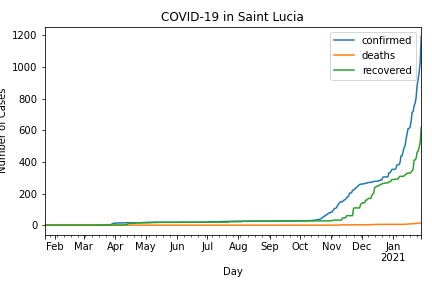 COVID-19 in Saint Lucia
confirmed
deaths
recovered
1200
1000
800
600
400
200
0
Number of Cases
Feb Mar Apr May Jun Jul Aug Sep Oct Nov Dec Jan
2021
Day